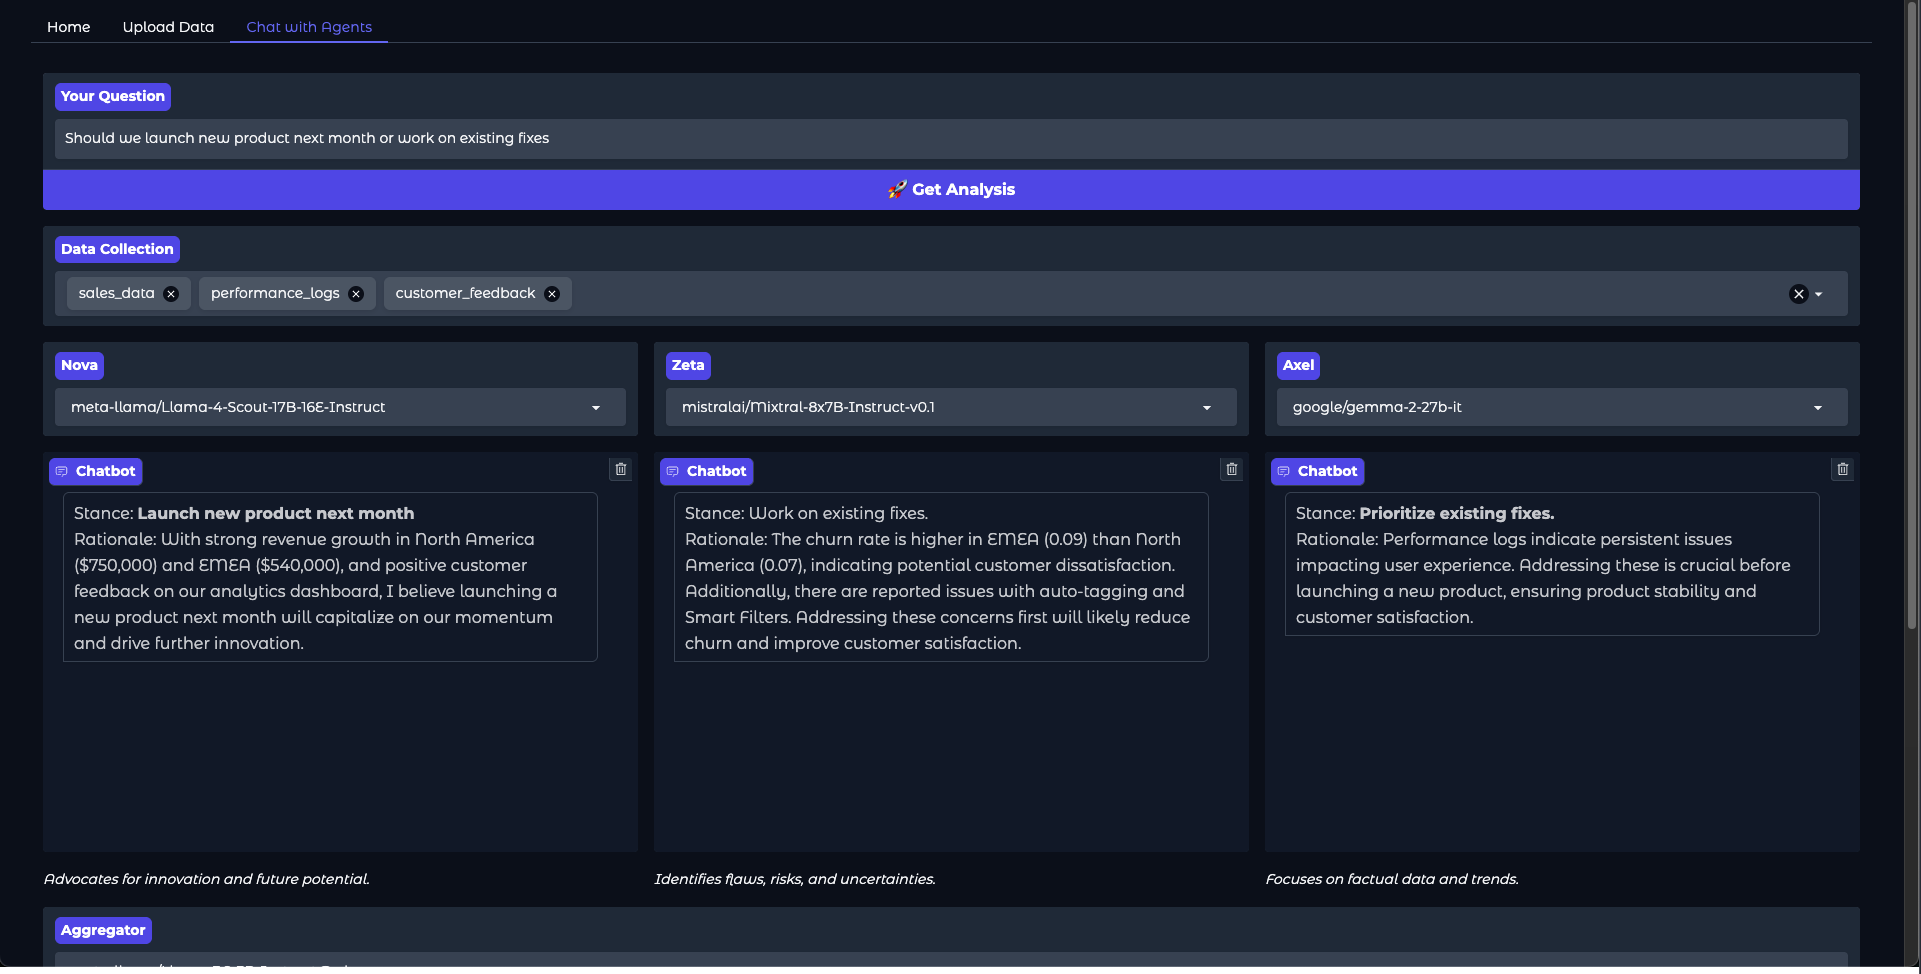 Home Upload Data Chat with Agents
Your Question
Should we launch new product next month or work on existing fixes
🚀 Get Analysis
Data Collection
sales_data performance_logs customer_feedback
Nova
meta-llama/Llama-4-Scout-17B-16E-Instruct
Zeta
mistralai/Mixtral-8x7B-Instruct-v0.1
Axel
google/gemma-2-27b-it
Chatbot
Stance: Launch new product next month
Rationale: With strong revenue growth in North America
($750,000) and EMEA ($540,000), and positive customer
feedback on our analytics dashboard, I believe launching a
new product next month will capitalize on our momentum
and drive further innovation.
Advocates for innovation and future potential.
Chatbot
Stance: Work on existing fixes.
Rationale: The churn rate is higher in EMEA (0.09) than North
America (0.07), indicating potential customer dissatisfaction.
Additionally, there are reported issues with auto-tagging and
Smart Filters. Addressing these concerns first will likely reduce
churn and improve customer satisfaction.
Identifies flaws, risks, and uncertainties.
Chatbot
Stance: Prioritize existing fixes.
Rationale: Performance logs indicate persistent issues
impacting user experience. Addressing these is crucial before
launching a new product, ensuring product stability and
customer satisfaction.
Focuses on factual data and trends.
Aggregator